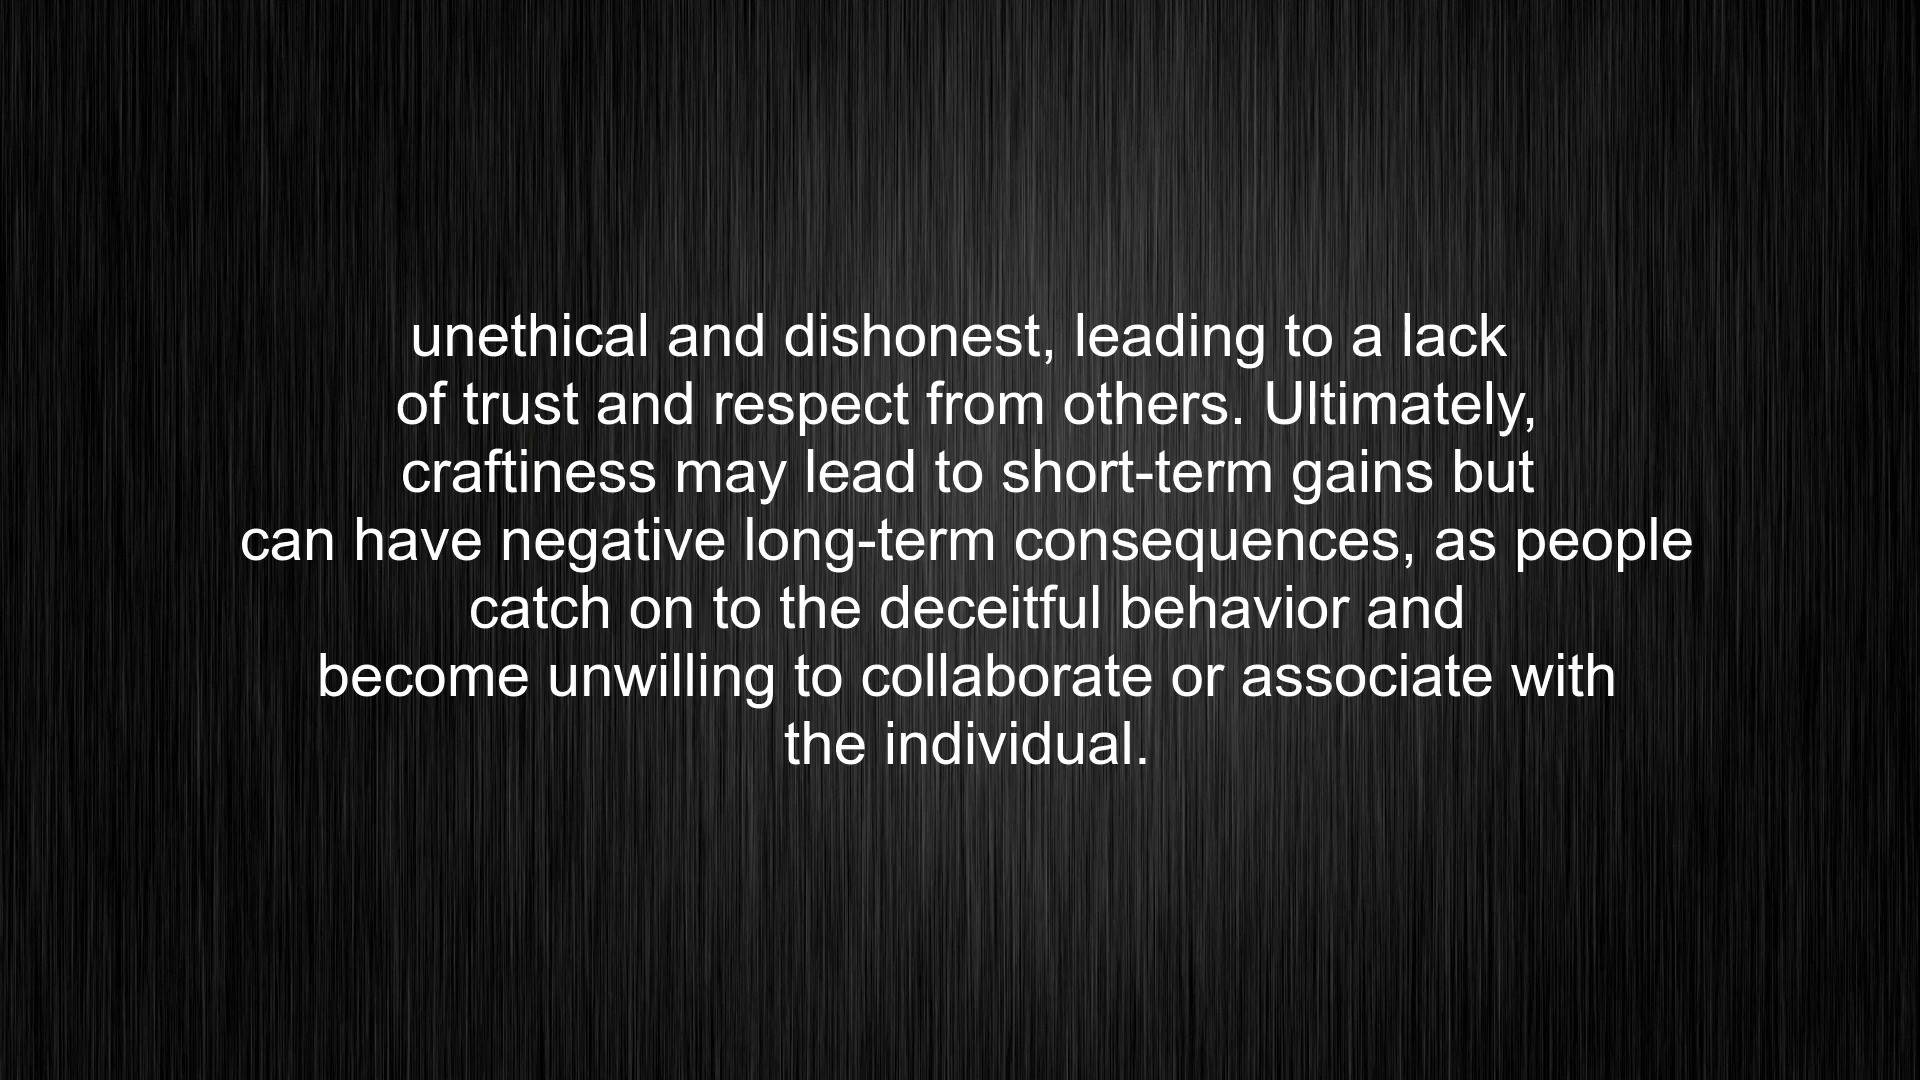 unethical and dishonest, leading to a lack
of trust and respect from others. Ultimately,
craftiness may lead to short-term gains but
can have negative long-term consequences, as people
catch on to the deceitful behavior and
become unwilling to collaborate or associate with
the individual.